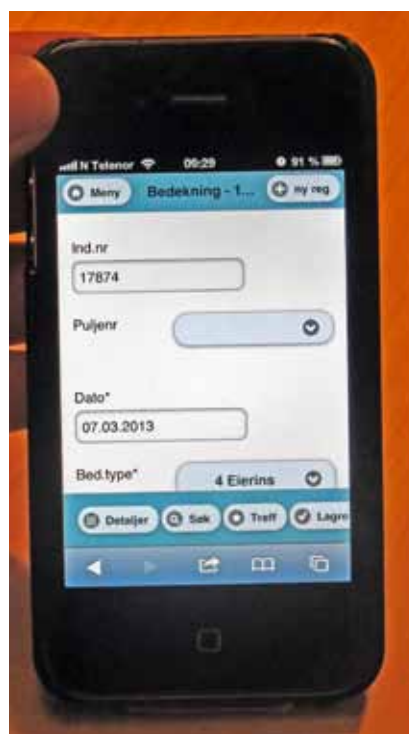 N Telenor 09:29 91 %
Meny Bedekning - 1... ny reg
Ind.nr
17874
Puljenr
Dato*
07.03.2013
Bed.type*
4 Eierins
Detaljer Søk Treff Lagre